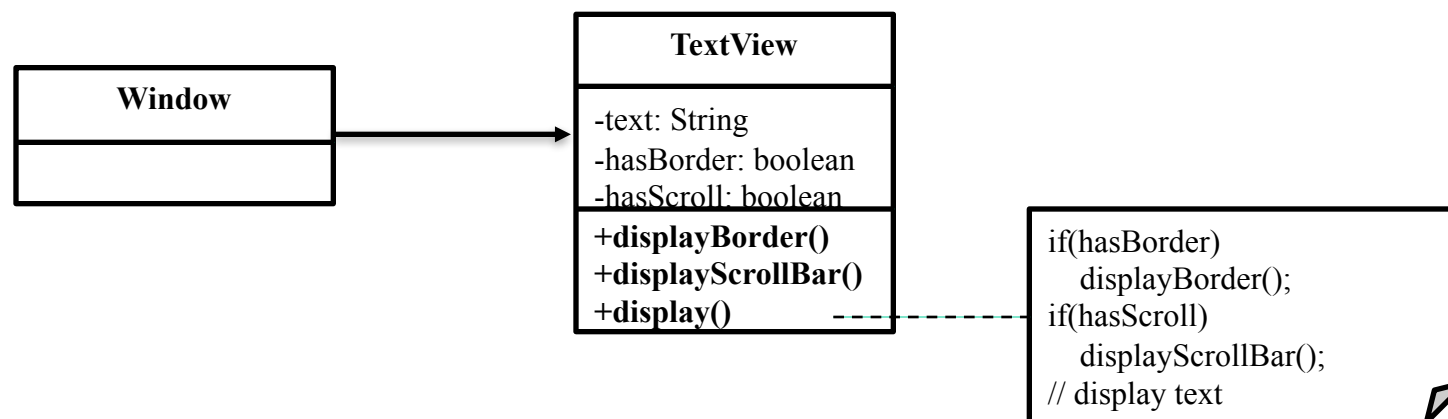 Window
TextView
-text: String
-hasBorder: boolean
-hasScroll: boolean
+displayBorder()
+displayScrollBar()
+display()
if(hasBorder)
displayBorder();
if(hasScroll)
displayScrollBar();
// display text